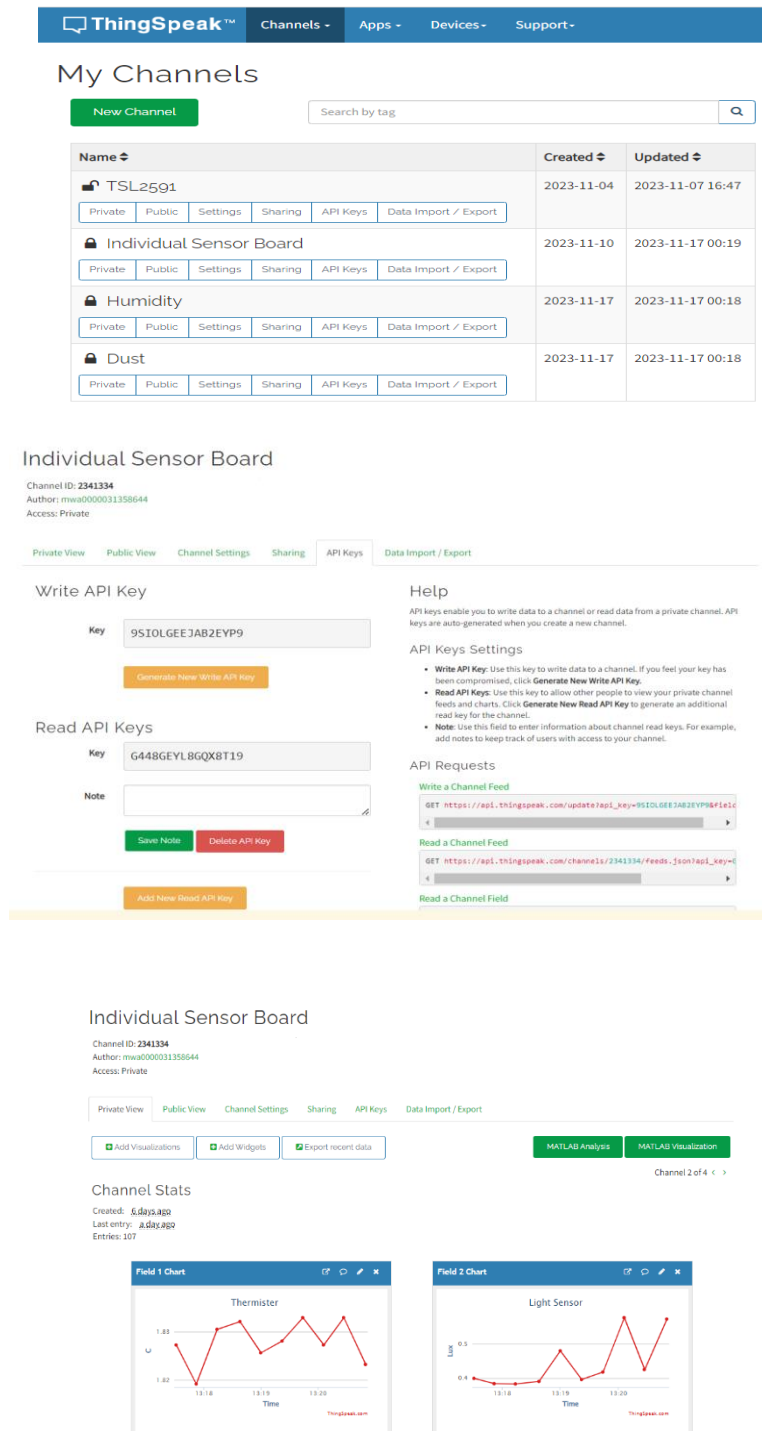 ThingSpeak™ Channels Apps Devices Support
My Channels
New Channel Search by tag
Name Created Updated
TSL2591 2023-11-04 2023-11-07 16:47
Private Public Settings Sharing API Keys Data Import / Export
Individual Sensor Board 2023-11-10 2023-11-17 00:19
Private Public Settings Sharing API Keys Data Import / Export
Humidity 2023-11-17 2023-11-17 00:18
Private Public Settings Sharing API Keys Data Import / Export
Dust 2023-11-17 2023-11-17 00:18
Private Public Settings Sharing API Keys Data Import / Export
Individual Sensor Board
Channel ID: 2341334
Author: mwa0000031358644
Access: Private
Private View Public View Channel Settings Sharing API Keys Data Import / Export
Write API Key
Key 9SIOLGEEJAB2EYP9
Generate New Write API Key
Read API Keys
Key G448GEYL8GQX8T19
Note
Save Note Delete API Key
Add New Read API Key
Help
API keys enable you to write data to a channel or read data from a private channel. API
keys are auto-generated when you create a new channel.
API Keys Settings
• Write API Key: Use this key to write data to a channel. If you feel your key has
been compromised, click Generate New Write API Key.
• Read API Keys: Use this key to allow other people to view your private channel
feeds and charts. Click Generate New Read API Key to generate an additional
read key for the channel.
• Note: Use this field to enter information about channel read keys. For example,
add notes to keep track of users with access to your channel.
API Requests
Write a Channel Feed
GET https://api.thingspeak.com/update?api_key=9SIOLGEEJAB2EYP9&field
Read a Channel Feed
GET https://api.thingspeak.com/channels/2341334/feeds.json?api_key=
Read a Channel Field
Individual Sensor Board
Channel ID: 2341334
Author: mwa0000031358644
Access: Private
Private View Public View Channel Settings Sharing API Keys Data Import / Export
Add Visualizations Add Widgets Export recent data MATLAB Analysis MATLAB Visualization
Channel 2 of 4 < >
Channel Stats
Created: 6 days ago
Last entry: a day ago
Entries: 107
Field 1 Chart
Thermister
C
1.83
1.82
13:18 13:19 13:20
Time
ThingSpeak.com
Field 2 Chart
Light Sensor
Lux
0.5
0.4
13:18 13:19 13:20
Time
ThingSpeak.com